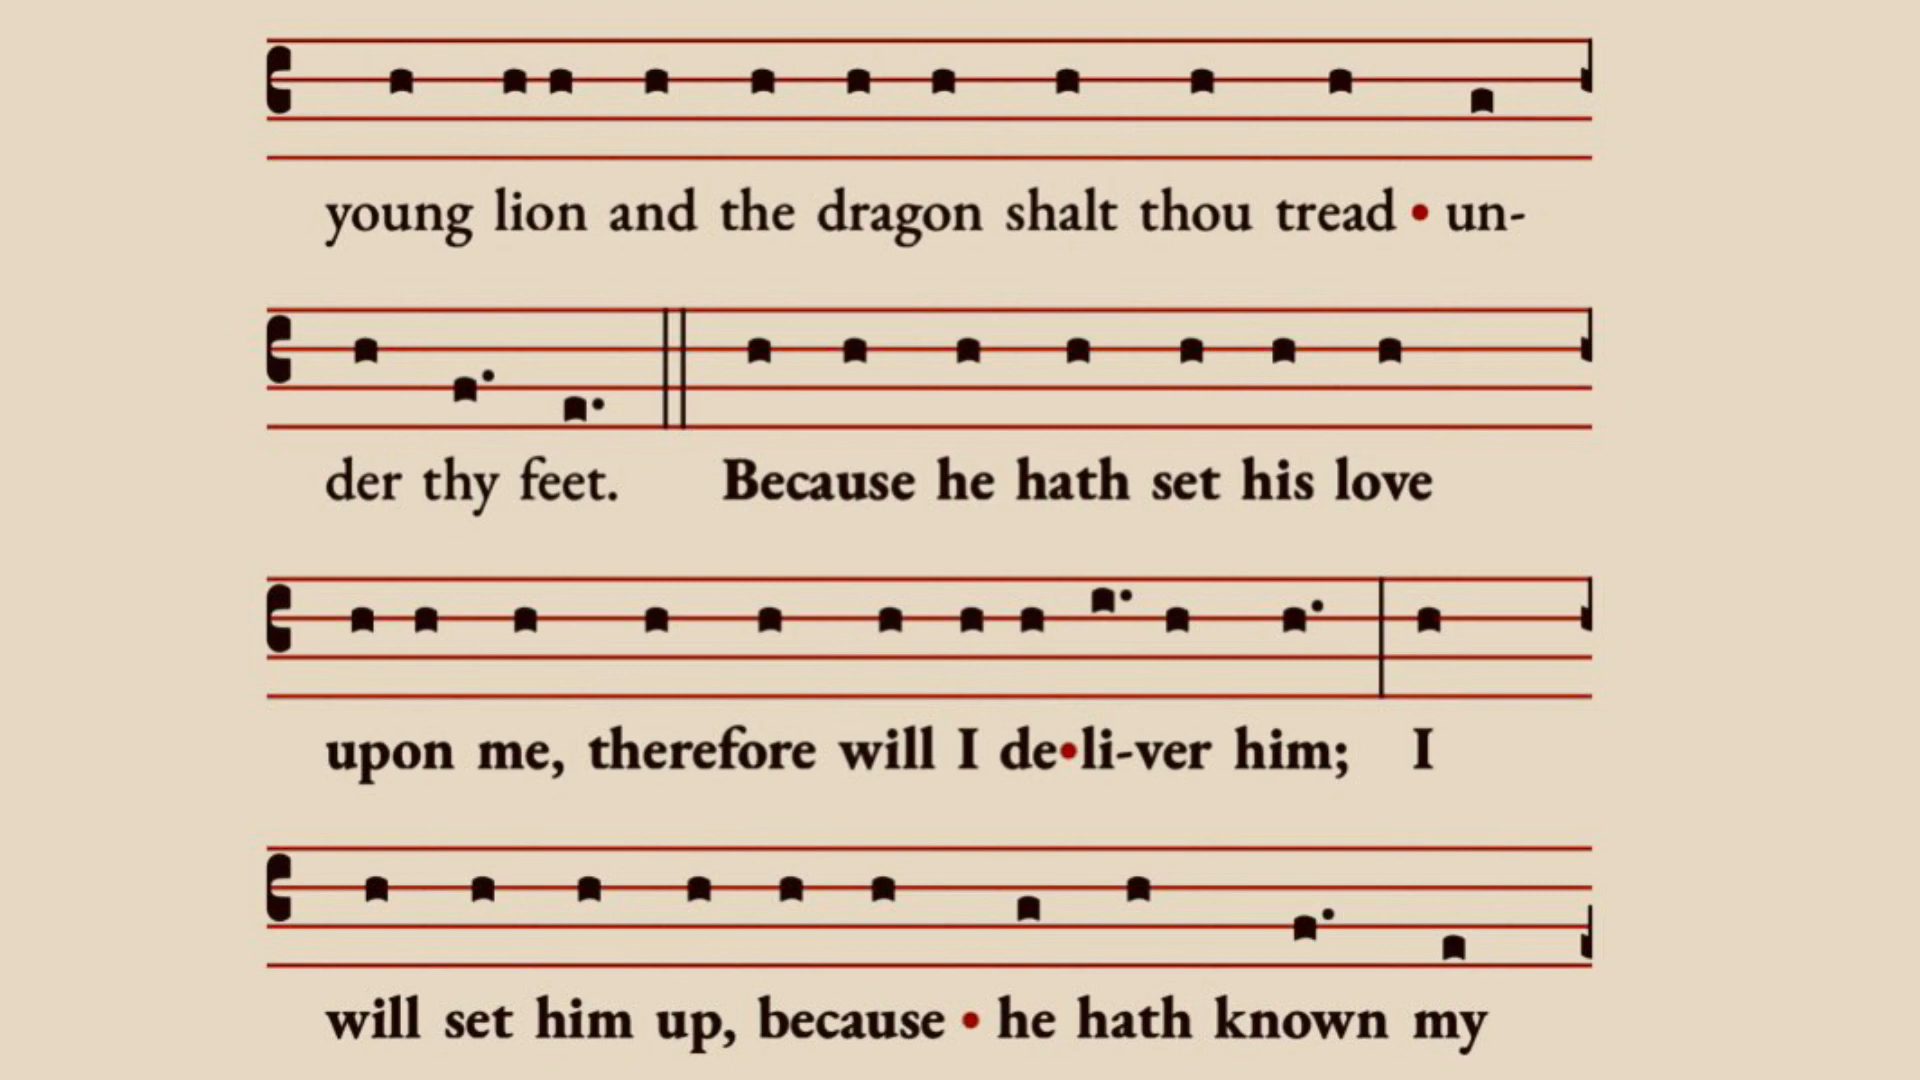 young lion and the dragon shalt thou tread • un-
der thy feet. Because he hath set his love
upon me, therefore will I de•li-ver him; I
will set him up, because • he hath known my